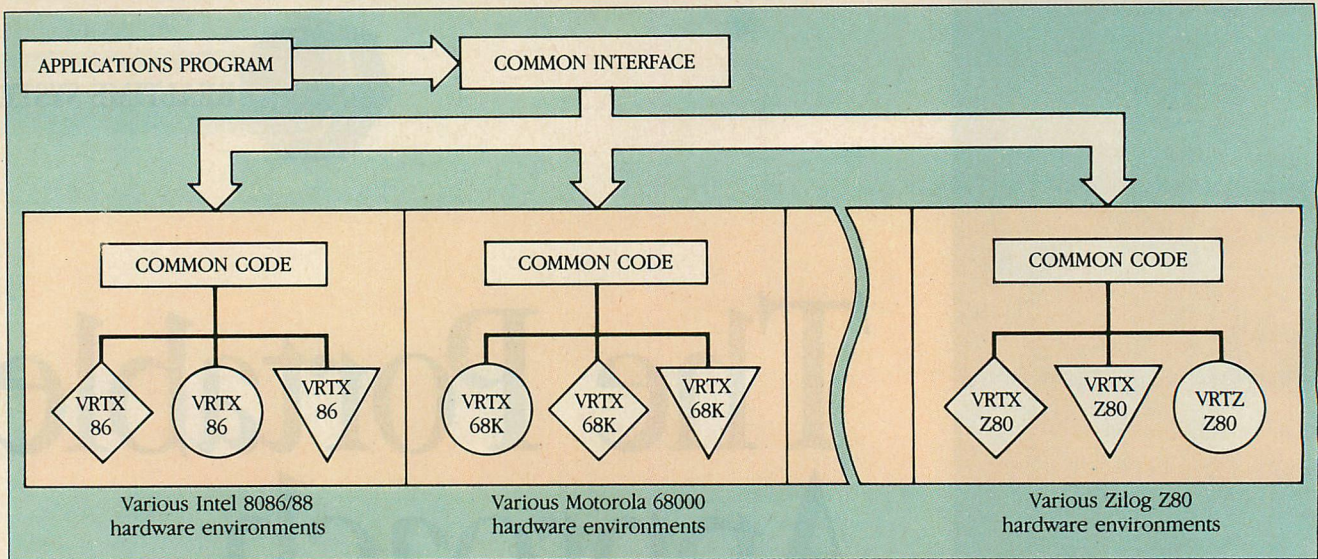 APPLICATIONS PROGRAM
COMMON INTERFACE
COMMON CODE
COMMON CODE
COMMON CODE
VRTX
86
VRTX
86
VRTX
86
VRTX
68K
VRTX
68K
VRTX
68K
VRTX
Z80
VRTX
Z80
VRTZ
Z80
Various Intel 8086/88
hardware environments
Various Motorola 68000
hardware environments
Various Zilog Z80
hardware environments